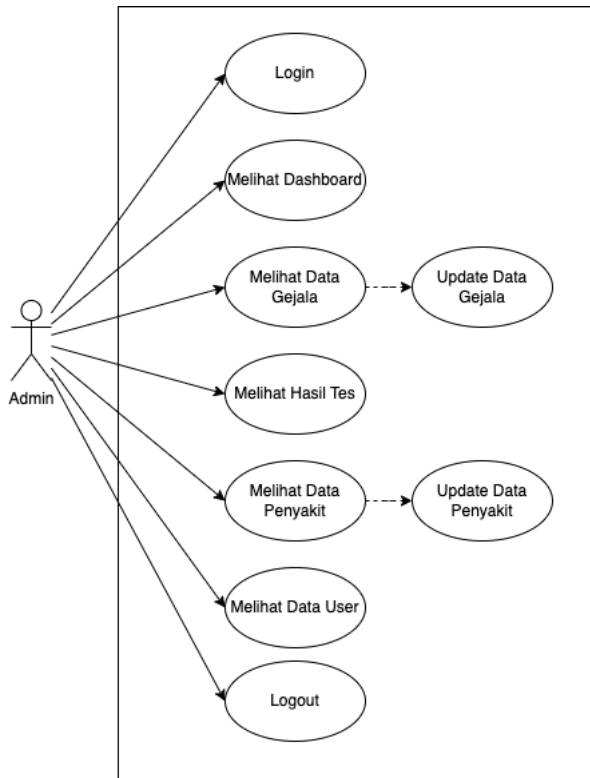 Login
Melihat Dashboard
Melihat Data
Gejala
Update Data
Gejala
Admin
Melihat Hasil Tes
Melihat Data
Penyakit
Update Data
Penyakit
Melihat Data User
Logout